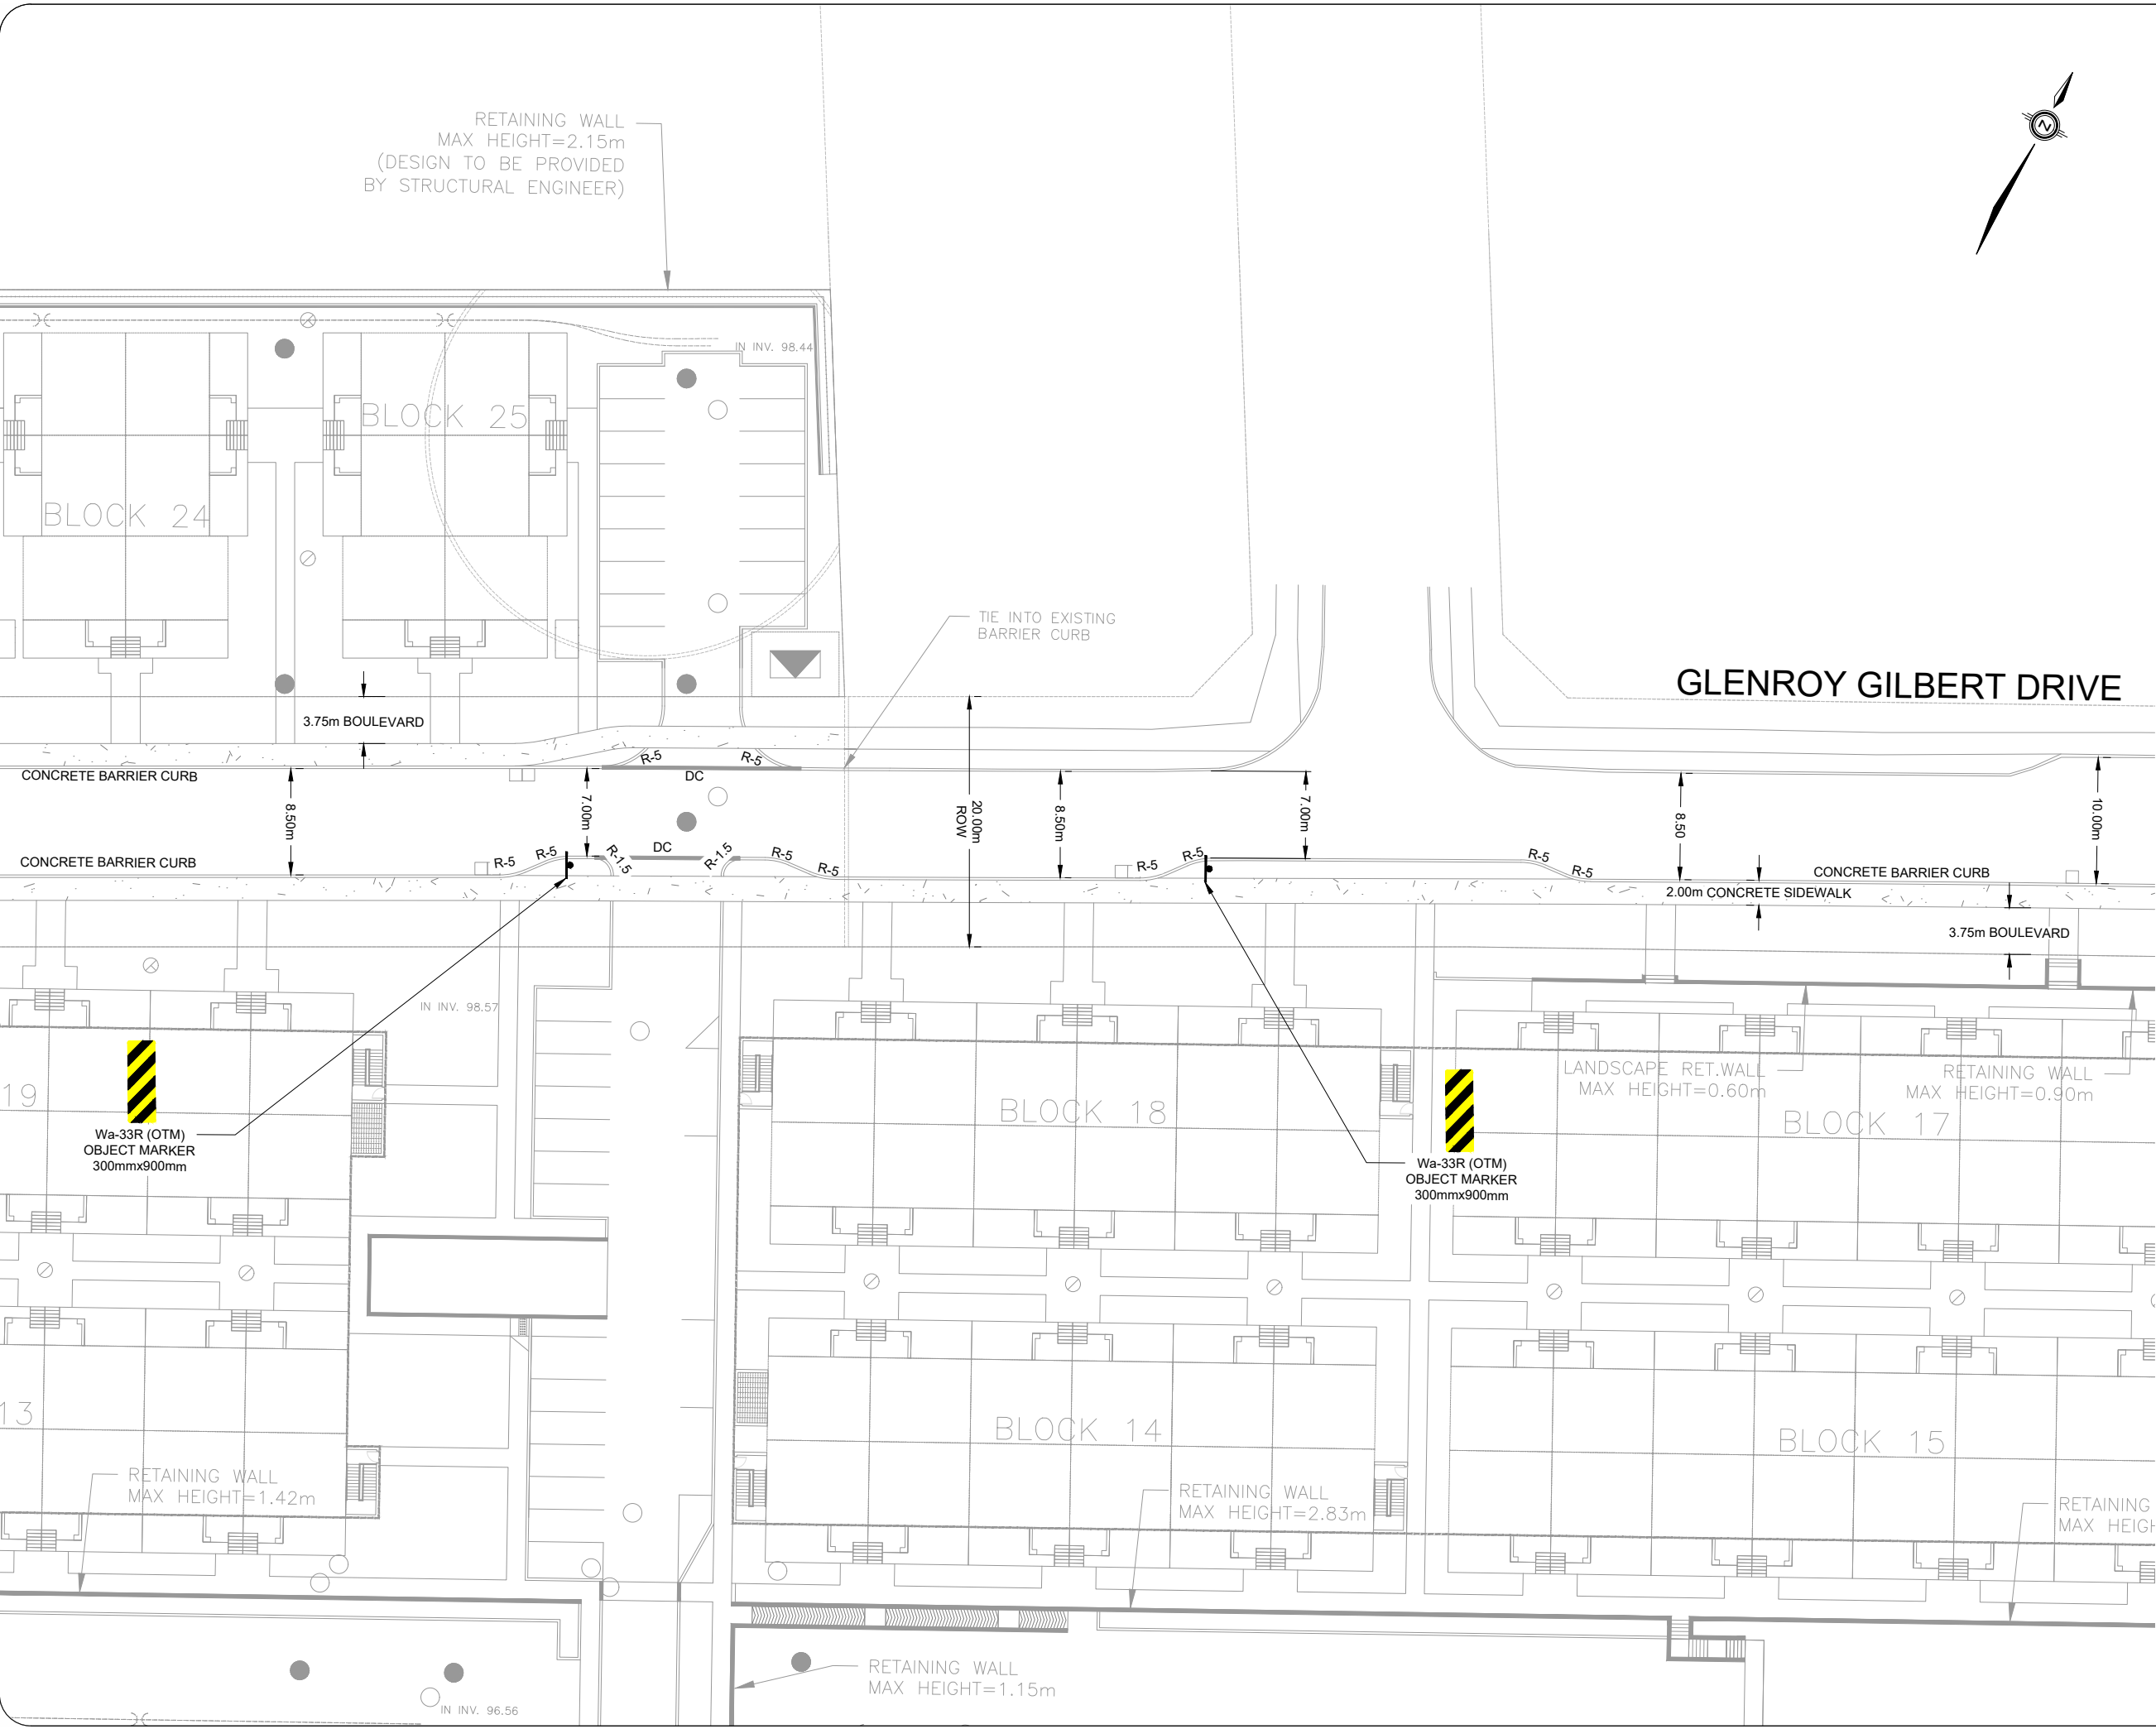 RETAINING WALL
MAX HEIGHT=2.15m
(DESIGN TO BE PROVIDED
BY STRUCTURAL ENGINEER)
N
IN INV. 98.44
BLOCK 25
BLOCK 24
TIE INTO EXISTING
BARRIER CURB
GLENROY GILBERT DRIVE
3.75m BOULEVARD
R-5
R-5
CONCRETE BARRIER CURB
DC
8.50m
7.00m
20.00m
ROW
8.50m
7.00m
8.50
10.00m
CONCRETE BARRIER CURB
R-5
R-5
R-1.5
DC
R-1.5
R-5
R-5
R-5
R-5
R-5
R-5
CONCRETE BARRIER CURB
2.00m CONCRETE SIDEWALK
3.75m BOULEVARD
IN INV. 98.57
19
Wa-33R (OTM)
OBJECT MARKER
300mmx900mm
BLOCK 18
LANDSCAPE RET.WALL
MAX HEIGHT=0.60m
RETAINING WALL
MAX HEIGHT=0.90m
BLOCK 17
Wa-33R (OTM)
OBJECT MARKER
300mmx900mm
13
BLOCK 14
BLOCK 15
RETAINING WALL
MAX HEIGHT=1.42m
RETAINING WALL
MAX HEIGHT=2.83m
RETAINING
MAX HEIGH
RETAINING WALL
MAX HEIGHT=1.15m
IN INV. 96.56